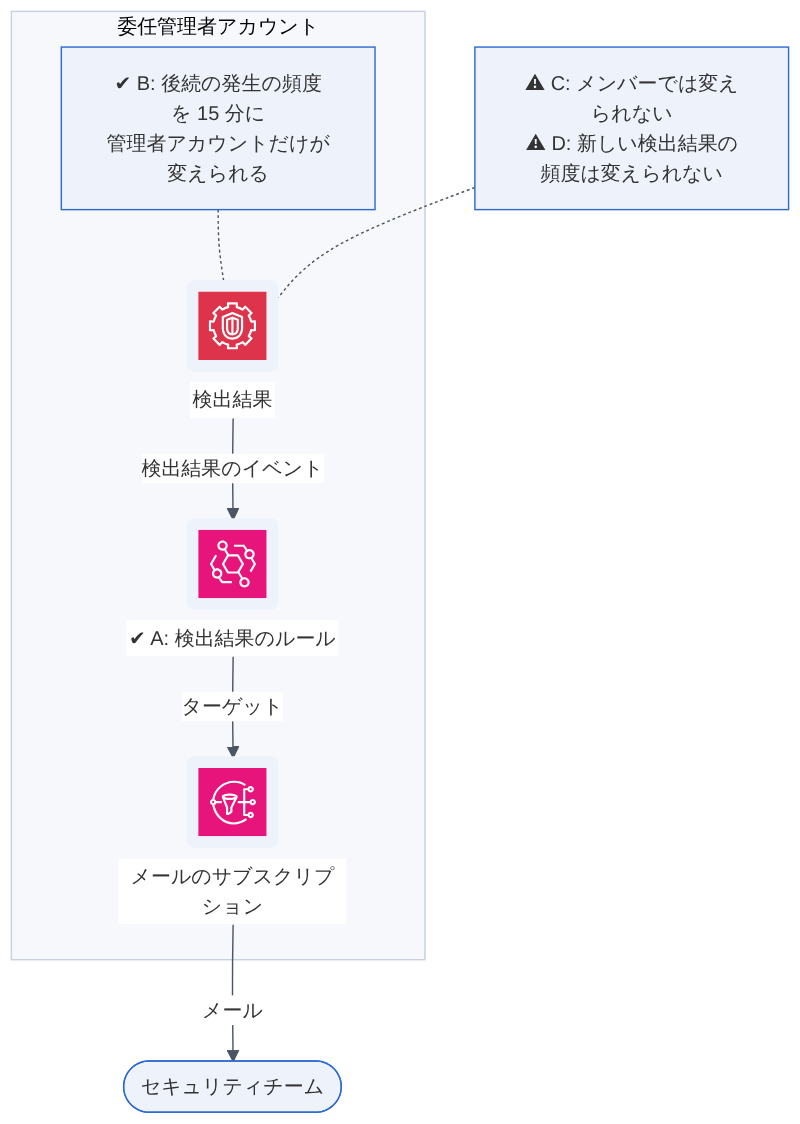 委任管理者アカウント
✔ B: 後続の発生の頻度
を 15 分に
管理者アカウントだけが
変えられる
⚠ C: メンバーでは変え
られない
⚠ D: 新しい検出結果の
頻度は変えられない
検出結果
検出結果のイベント
✔ A: 検出結果のルール
ターゲット
メールのサブスクリプ
ション
メール
セキュリティチーム